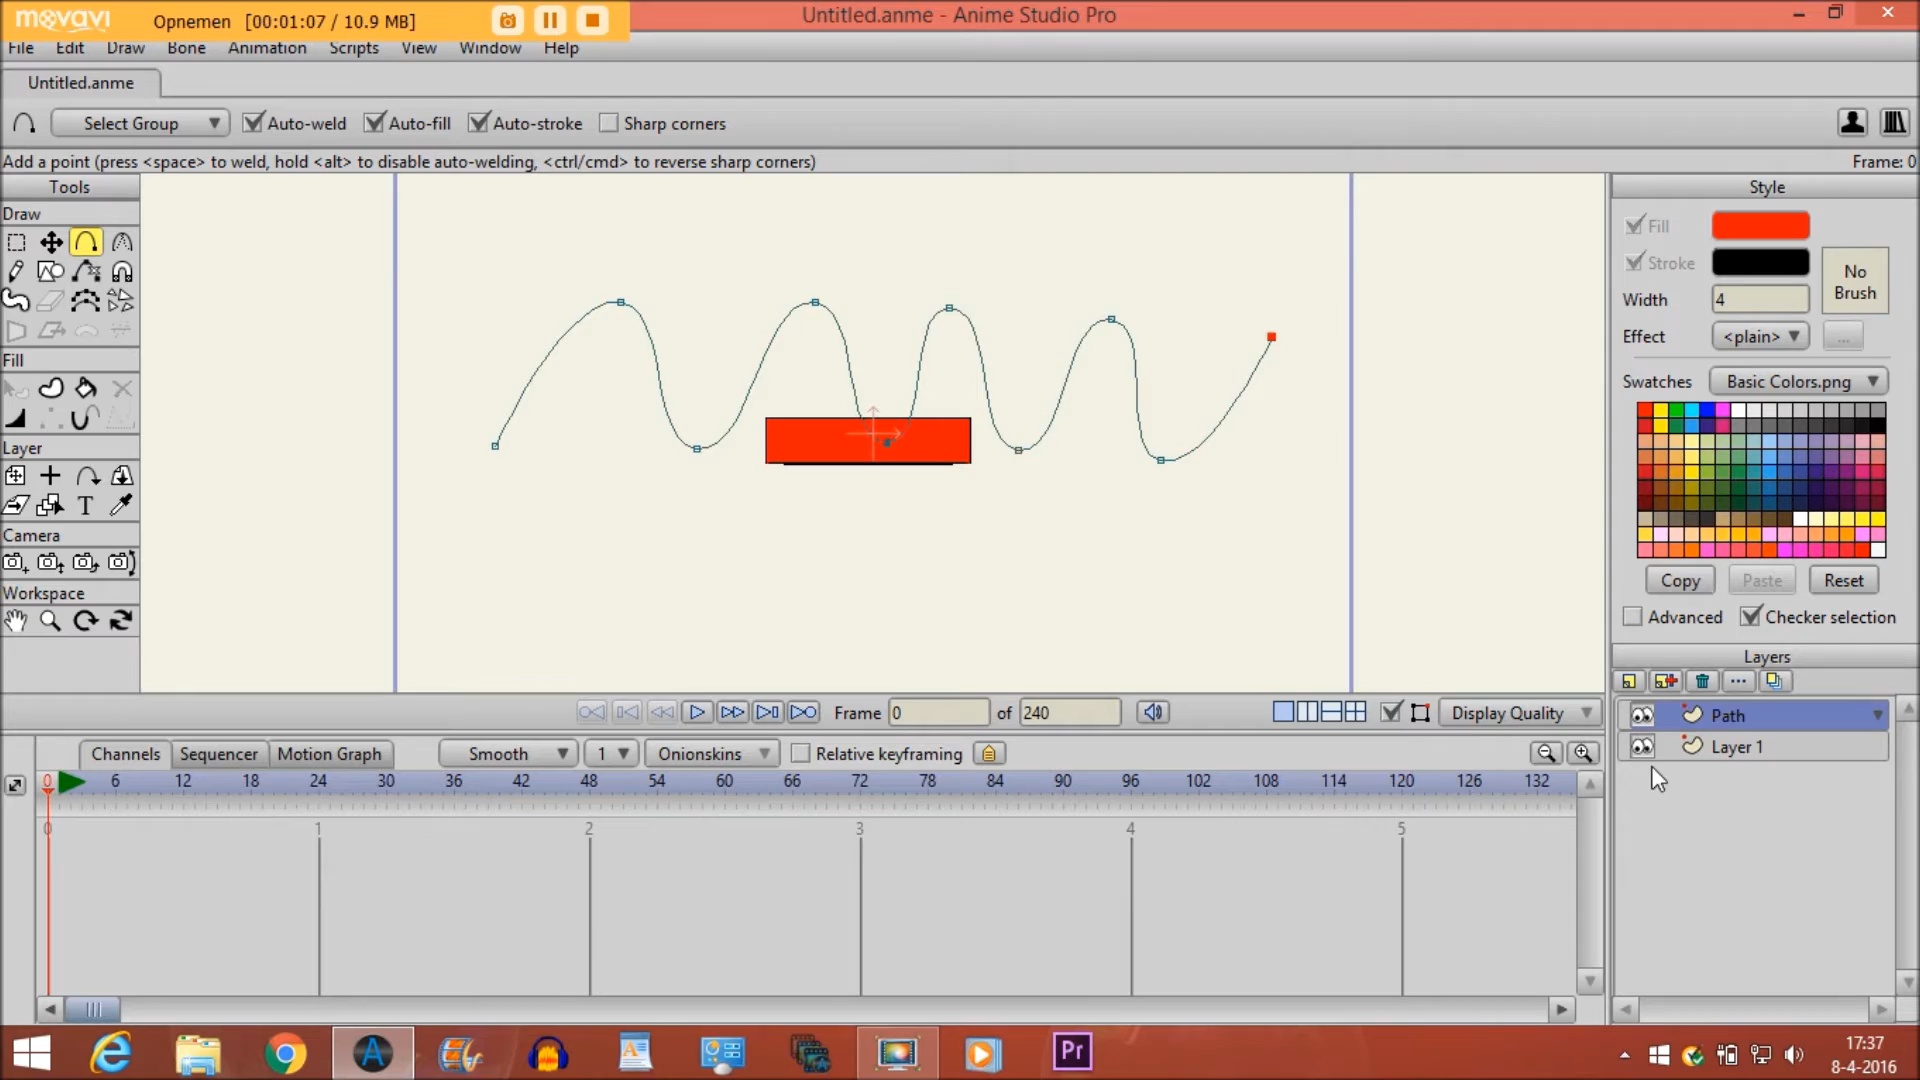 movavi Opnemen [00:01:07 / 10.9 MB]
Untitled.anme - Anime Studio Pro
File Edit Draw Bone Animation Scripts View Window Help
Untitled.anme
Select Group Auto-weld Auto-fill Auto-stroke Sharp corners
Add a point (press <space> to weld, hold <alt> to disable auto-welding, <ctrl/cmd> to reverse sharp corners) Frame: 0
Tools
Draw
Fill
Layer
T
Camera
Workspace
Style
Fill
Stroke
No
Brush
Width 4
Effect <plain> ...
Swatches Basic Colors.png
Copy Paste Reset
Advanced Checker selection
Layers
Path
Layer 1
Frame 0 of 240 Display Quality
Channels Sequencer Motion Graph Smooth 1 Onionskins Relative keyframing
0 6 12 18 24 30 36 42 48 54 60 66 72 78 84 90 96 102 108 114 120 126 132
0 1 2 3 4 5
Pr
17:37
8-4-2016